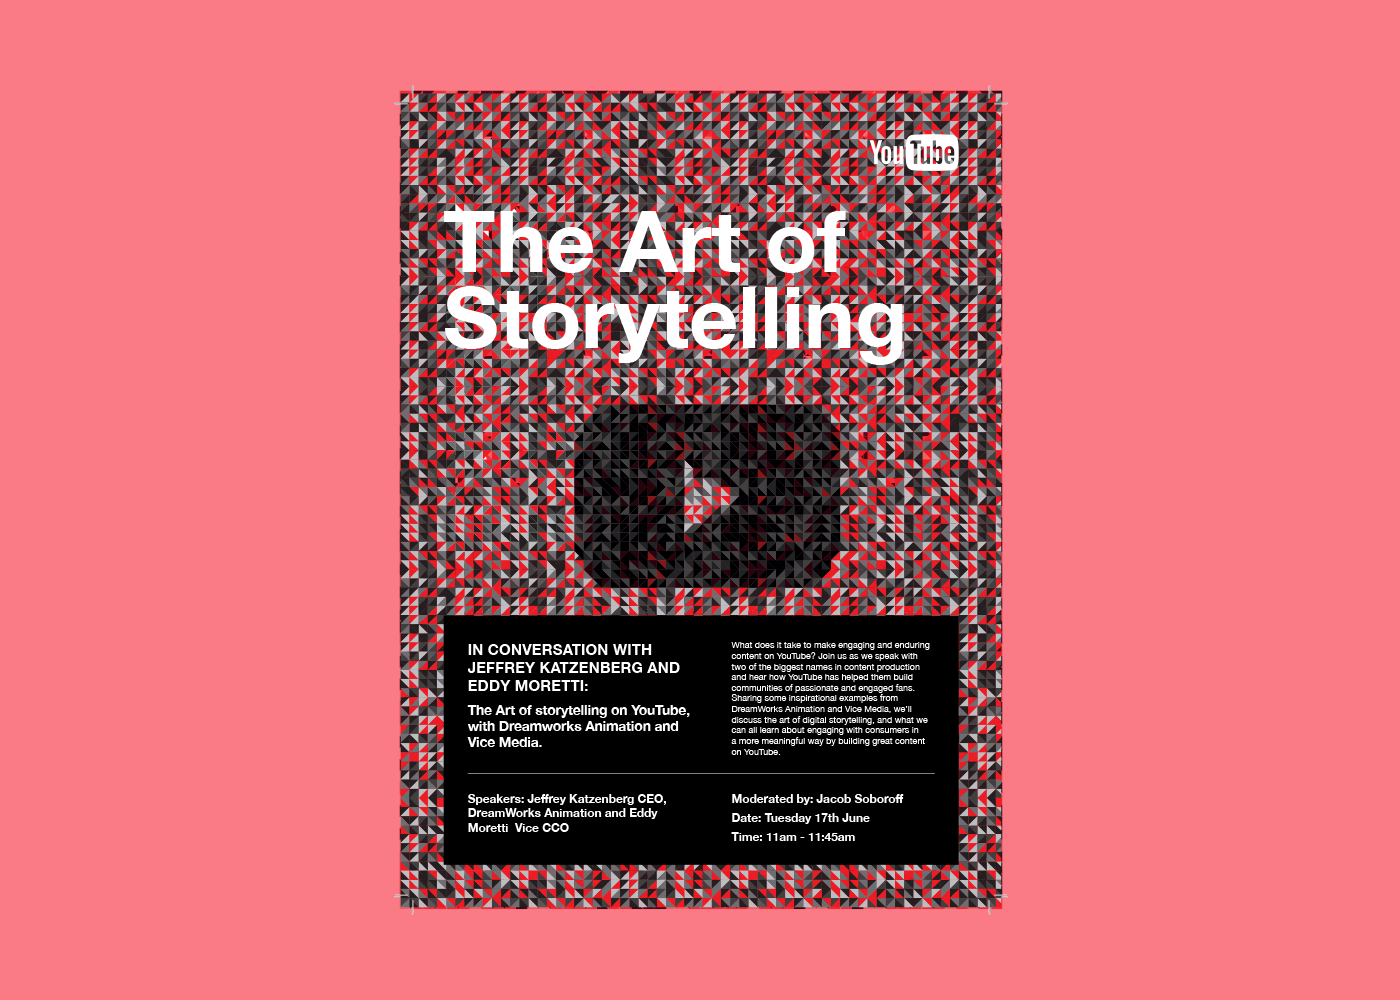 YouTube
The Art of
Storytelling
IN CONVERSATION WITH
JEFFREY KATZENBERG AND
EDDY MORETTI:
The Art of storytelling on YouTube,
with Dreamworks Animation and
Vice Media.
What does it take to make engaging and enduring
content on YouTube? Join us as we speak with
two of the biggest names in content production
and hear how YouTube has helped them build
communities of passionate and engaged fans.
Sharing some inspirational examples from
DreamWorks Animation and Vice Media, we'll
discuss the art of digital storytelling, and what we
can all learn about engaging with consumers in
a more meaningful way by building great content
on YouTube.
Speakers: Jeffrey Katzenberg CEO,
DreamWorks Animation and Eddy
Moretti  Vice CCO
Moderated by: Jacob Soboroff
Date: Tuesday 17th June
Time: 11am - 11:45am